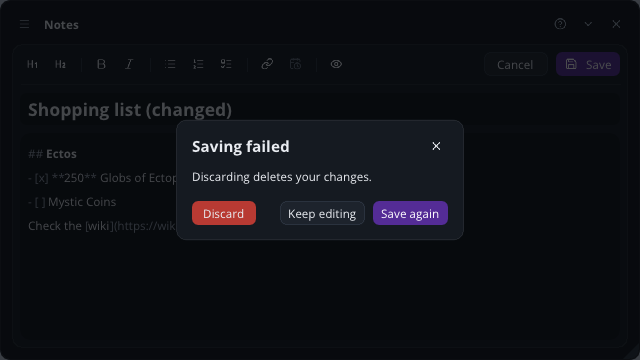 Notes
H1 H2 B I
Cancel
Save
Shopping list (changed)
## Ectos
- [x] **250** Globs of
- [ ] Mystic Coins
Check the [wiki](https://wik
Saving failed
Discarding deletes your changes.
Discard
Keep editing
Save again